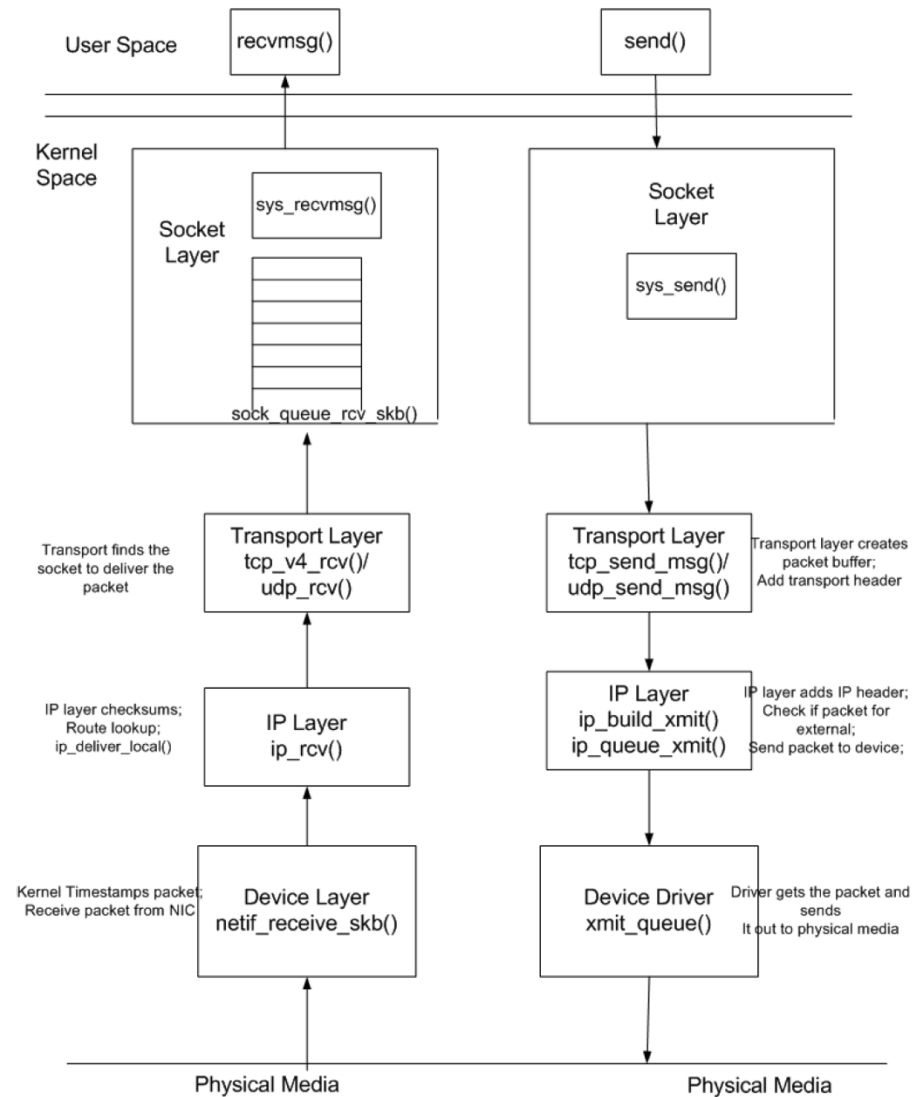 User Space
recvmsg()
send()
Kernel
Space
Socket
Layer
sys_recvmsg()
sock_queue_rcv_skb()
Socket
Layer
sys_send()
Transport finds the
socket to deliver the
packet
Transport Layer
tcp_v4_rcv()/
udp_rcv()
Transport Layer
tcp_send_msg()/
udp_send_msg()
Transport layer creates
packet buffer;
Add transport header
IP layer checksums;
Route lookup;
ip_deliver_local()
IP Layer
ip_rcv()
IP Layer
ip_build_xmit()
ip_queue_xmit()
IP layer adds IP header;
Check if packet for
external;
Send packet to device;
Kernel Timestamps packet;
Receive packet from NIC
Device Layer
netif_receive_skb()
Device Driver
xmit_queue()
Driver gets the packet and
sends
It out to physical media
Physical Media
Physical Media